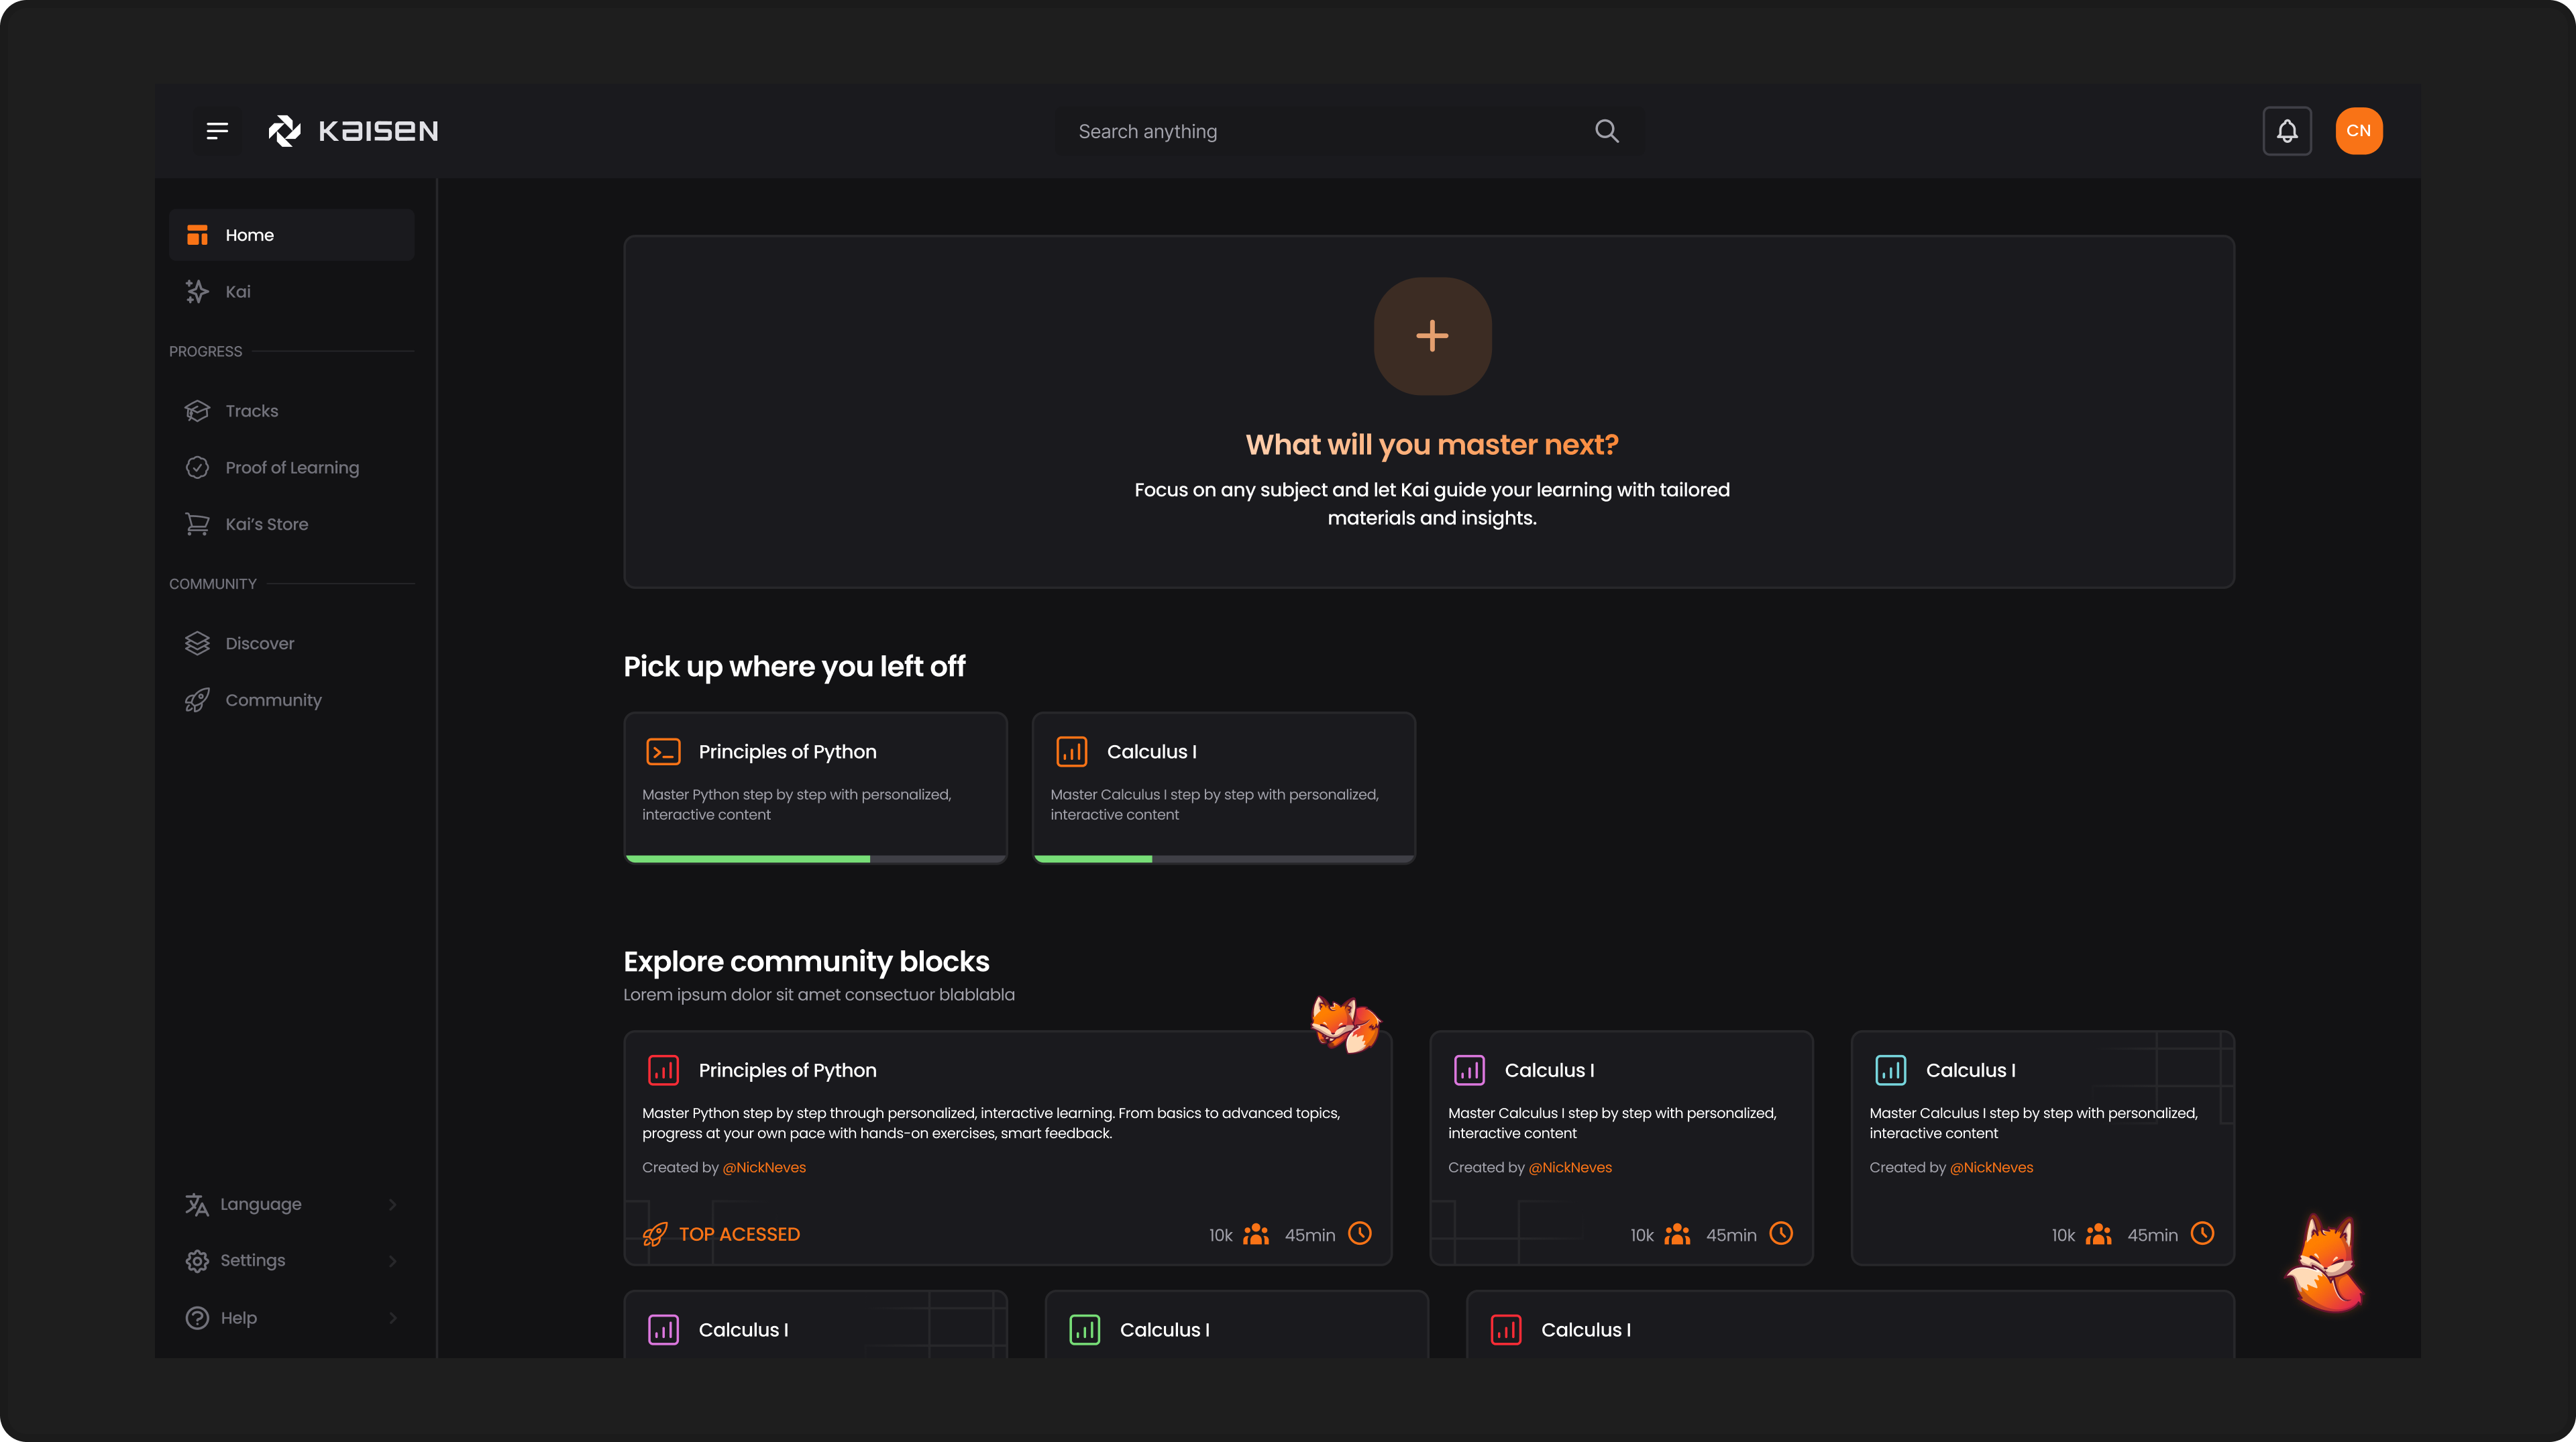 KAISEN
Search anything
CN
Home
Kai
PROGRESS
Tracks
Proof of Learning
Kai's Store
COMMUNITY
Discover
Community
Language
Settings
Help
What will you master next?
Focus on any subject and let Kai guide your learning with tailored
materials and insights.
Pick up where you left off
Principles of Python
Master Python step by step with personalized,
interactive content
Calculus I
Master Calculus I step by step with personalized,
interactive content
Explore community blocks
Lorem ipsum dolor sit amet consectuor blablabla
Principles of Python
Master Python step by step through personalized, interactive learning. From basics to advanced topics,
progress at your own pace with hands-on exercises, smart feedback.
Created by @NickNeves
TOP ACESSED
10k 45min
Calculus I
Master Calculus I step by step with personalized,
interactive content
Created by @NickNeves
10k 45min
Calculus I
Master Calculus I step by step with personalized,
interactive content
Created by @NickNeves
10k 45min
Calculus I
Calculus I
Calculus I